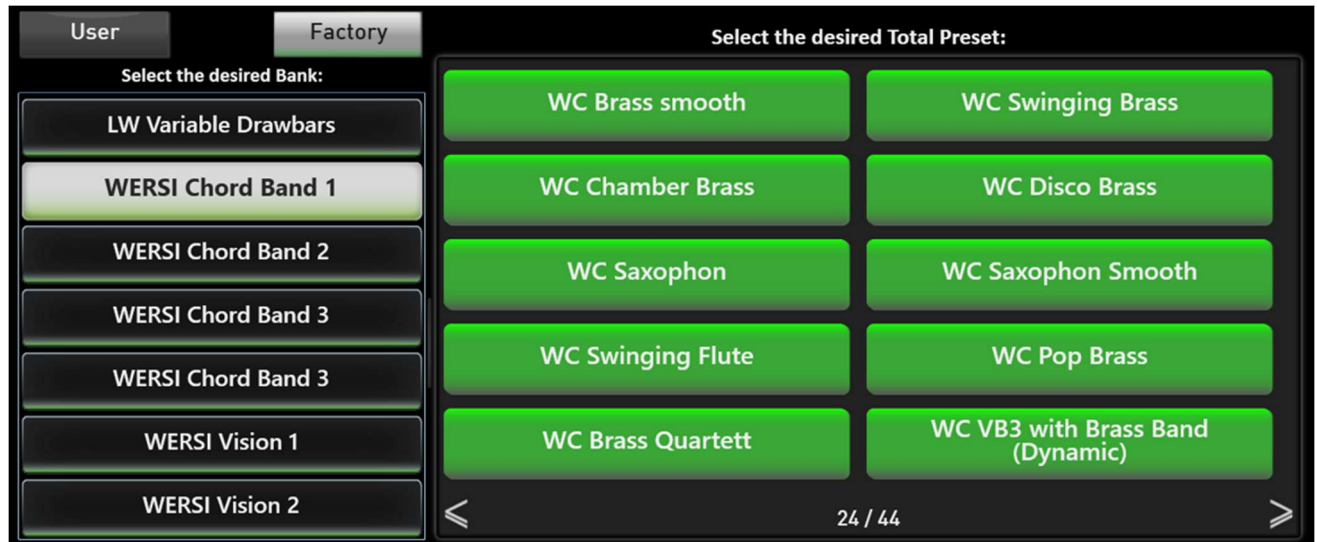 User
Factory
Select the desired Bank:
LW Variable Drawbars
WERSI Chord Band 1
WERSI Chord Band 2
WERSI Chord Band 3
WERSI Chord Band 3
WERSI Vision 1
WERSI Vision 2
Select the desired Total Preset:
WC Brass smooth
WC Swinging Brass
WC Chamber Brass
WC Disco Brass
WC Saxophon
WC Saxophon Smooth
WC Swinging Flute
WC Pop Brass
WC Brass Quartett
WC VB3 with Brass Band
(Dynamic)
24 / 44